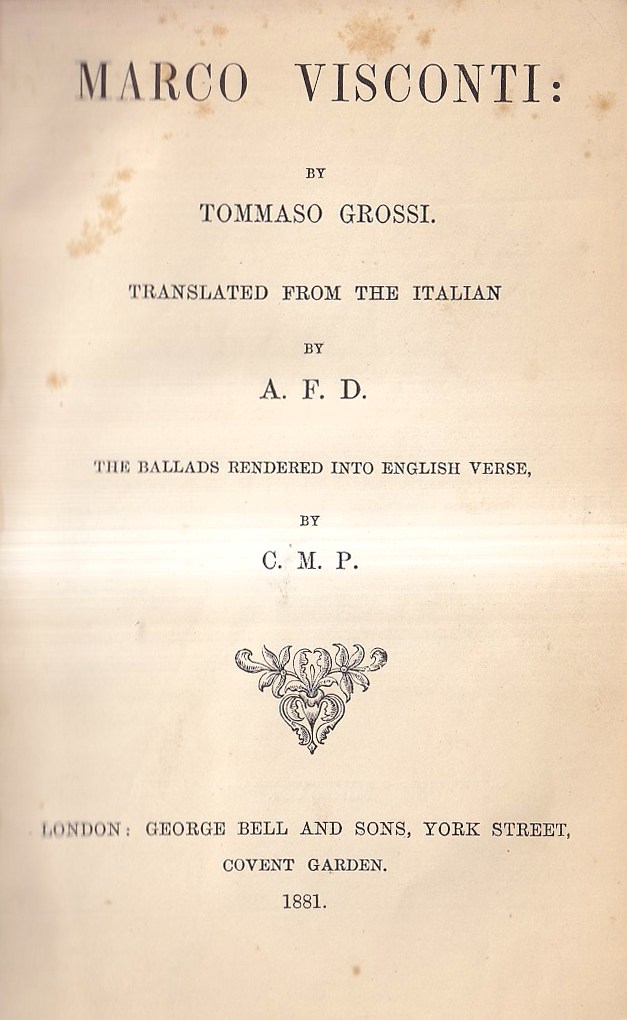 MARCO VISCONTI:
BY
TOMMASO GROSSI.
TRANSLATED FROM THE ITALIAN
BY
A. F. D.
THE BALLADS RENDERED INTO ENGLISH VERSE,
BY
C. M. P.
LONDON: GEORGE BELL AND SONS, YORK STREET,
COVENT GARDEN.
1881.